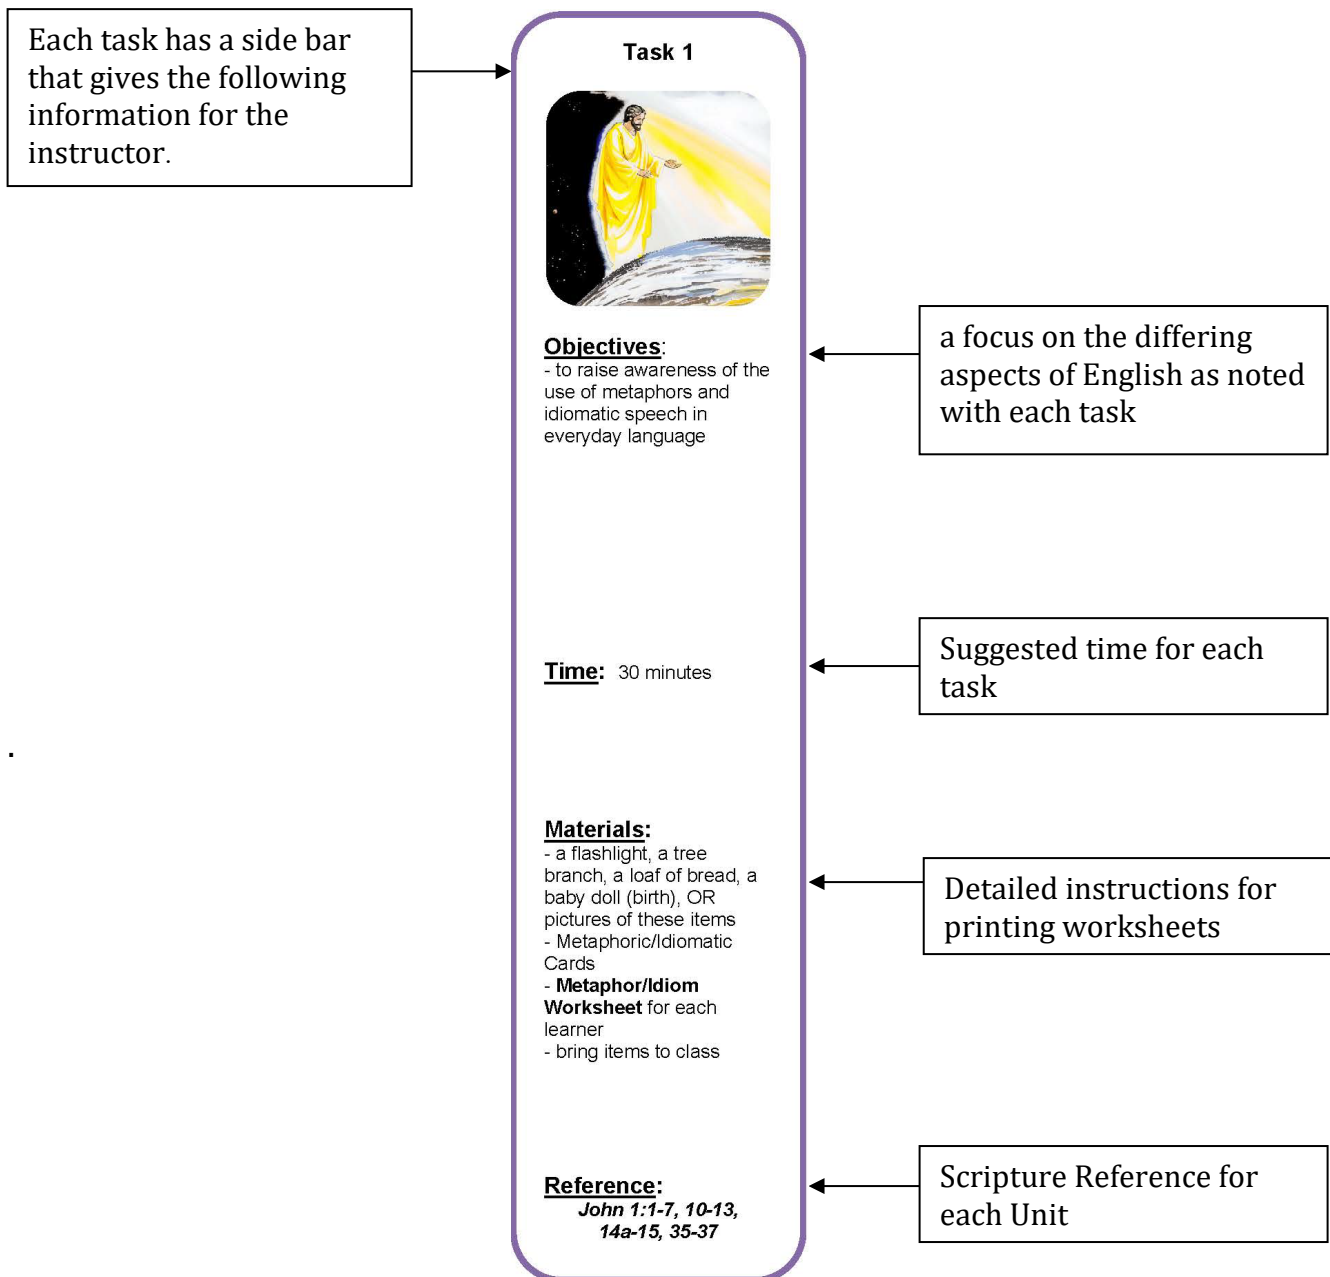 Each task has a side bar
that gives the following
information for the
instructor.
Task 1
Objectives:
- to raise awareness of the
use of metaphors and
idiomatic speech in
everyday language
a focus on the differing
aspects of English as noted
with each task
Time: 30 minutes
Suggested time for each
task
.
Materials:
- a flashlight, a tree
branch, a loaf of bread, a
baby doll (birth), OR
pictures of these items
- Metaphoric/Idiomatic
Cards
- Metaphor/Idiom
Worksheet for each
learner
- bring items to class
Detailed instructions for
printing worksheets
Reference:
John 1:1-7, 10-13,
14a-15, 35-37
Scripture Reference for
each Unit